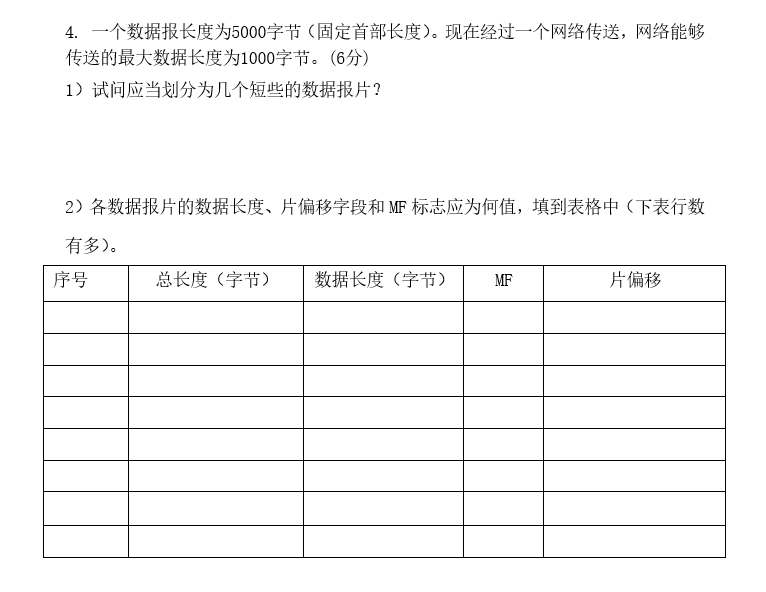 4. 一个数据报长度为5000字节（固定首部长度）。现在经过一个网络传送，网络能够
传送的最大数据长度为1000字节。(6分)
1）试问应当划分为几个短些的数据报片？
2）各数据报片的数据长度、片偏移字段和 MF 标志应为何值，填到表格中（下表行数
有多）。
序号 总长度（字节） 数据长度（字节） MF 片偏移